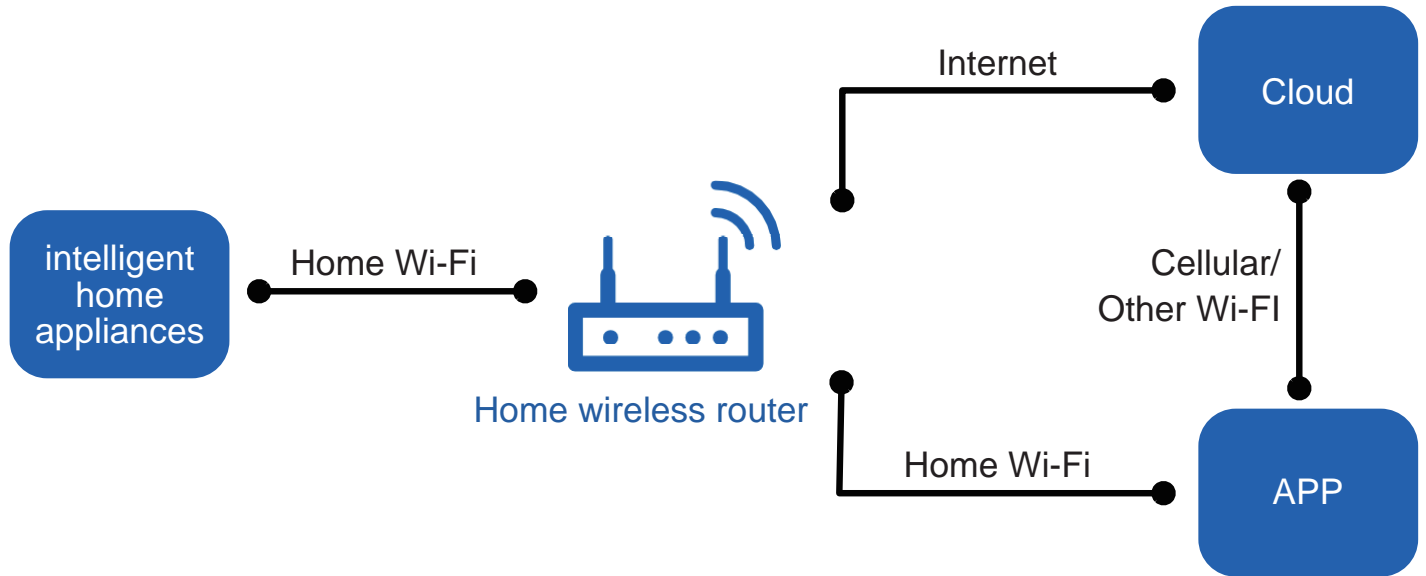 Internet
Cloud
intelligent
home
appliances
Home Wi-Fi
Cellular/
Other Wi-FI
Home wireless router
Home Wi-Fi
APP